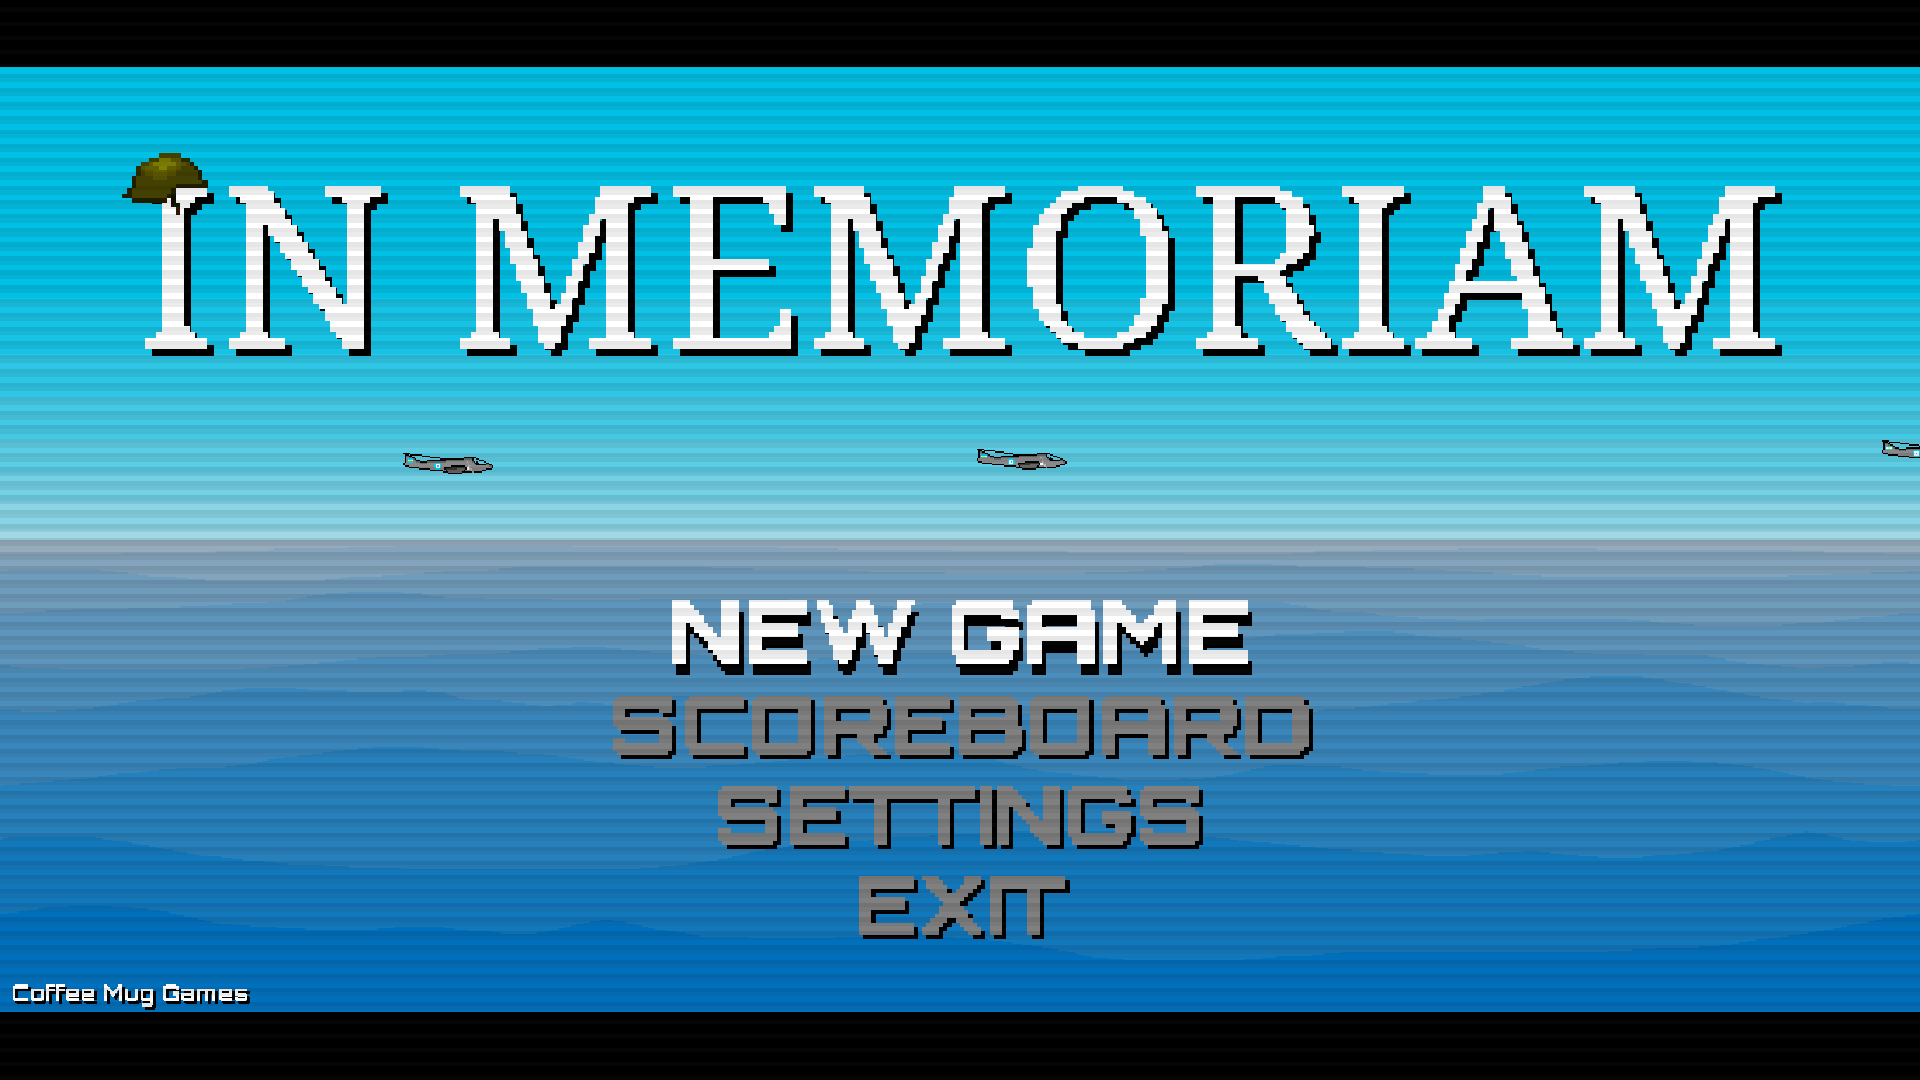 IN MEMORIAM
NEW GAME
SCOREBOARD
SETTINGS
EXIT
Coffee Mug Games